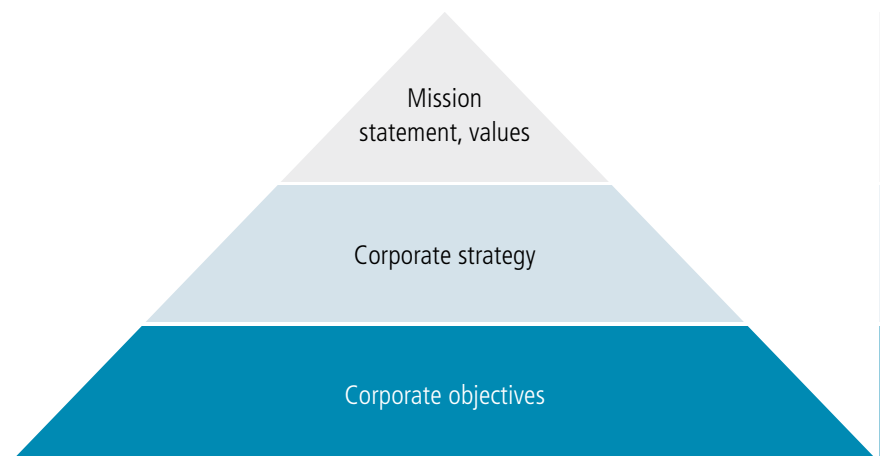 Mission
statement, values
Corporate strategy
Corporate objectives